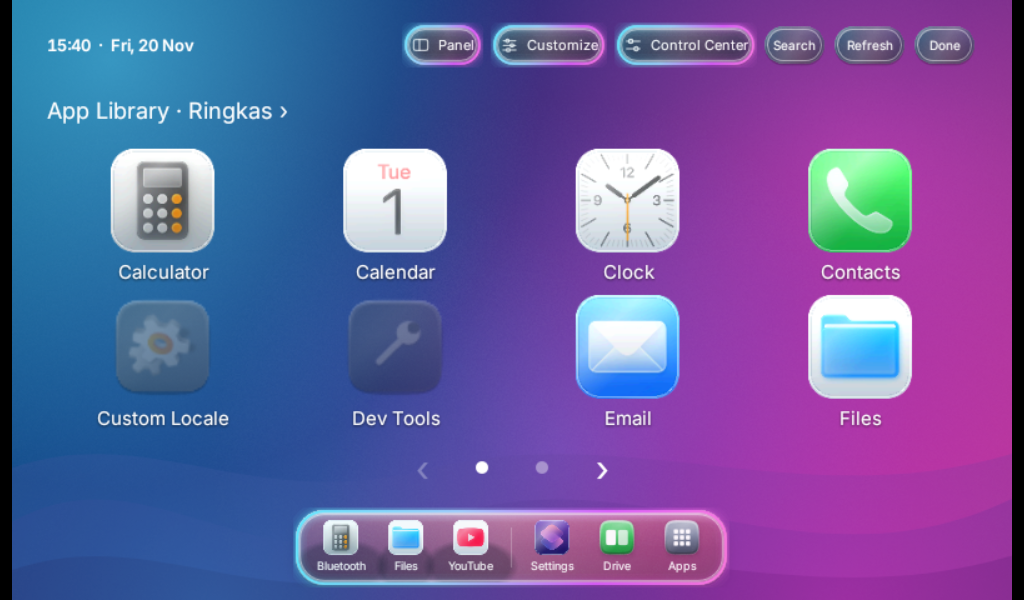 15:40 · Fri, 20 Nov
Panel
Customize
Control Center
Search
Refresh
Done
App Library · Ringkas ›
Tue
1
12
3
6
9
Calculator
Calendar
Clock
Contacts
Custom Locale
Dev Tools
Email
Files
Bluetooth
Files
YouTube
Settings
Drive
Apps